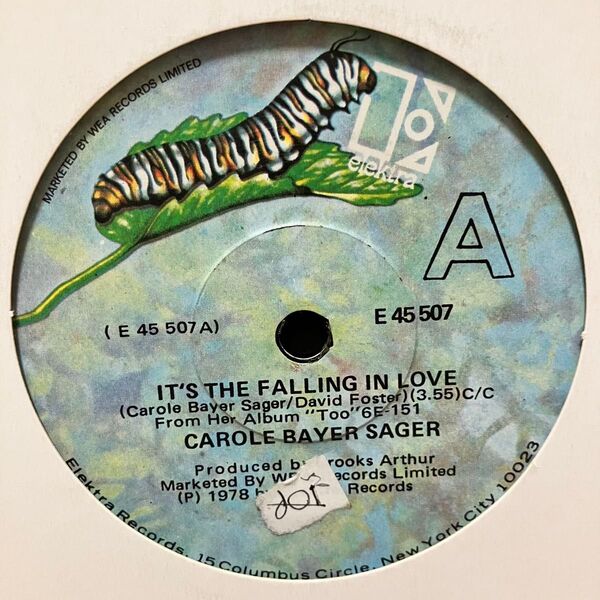 MARKETED BY WEA RECORDS LIMITED
elektra
A
(E 45 507A)
E 45 507
IT'S THE FALLING IN LOVE
(Carole Bayer Sager/David Foster)(3.55)C/C
From Her Album "Too"6E-151
CAROLE BAYER SAGER
Produced by Brooks Arthur
Marketed By WEA Records Limited
(P) 1978 Records
Elektra Records, 15 Columbus Circle, New York City 10023